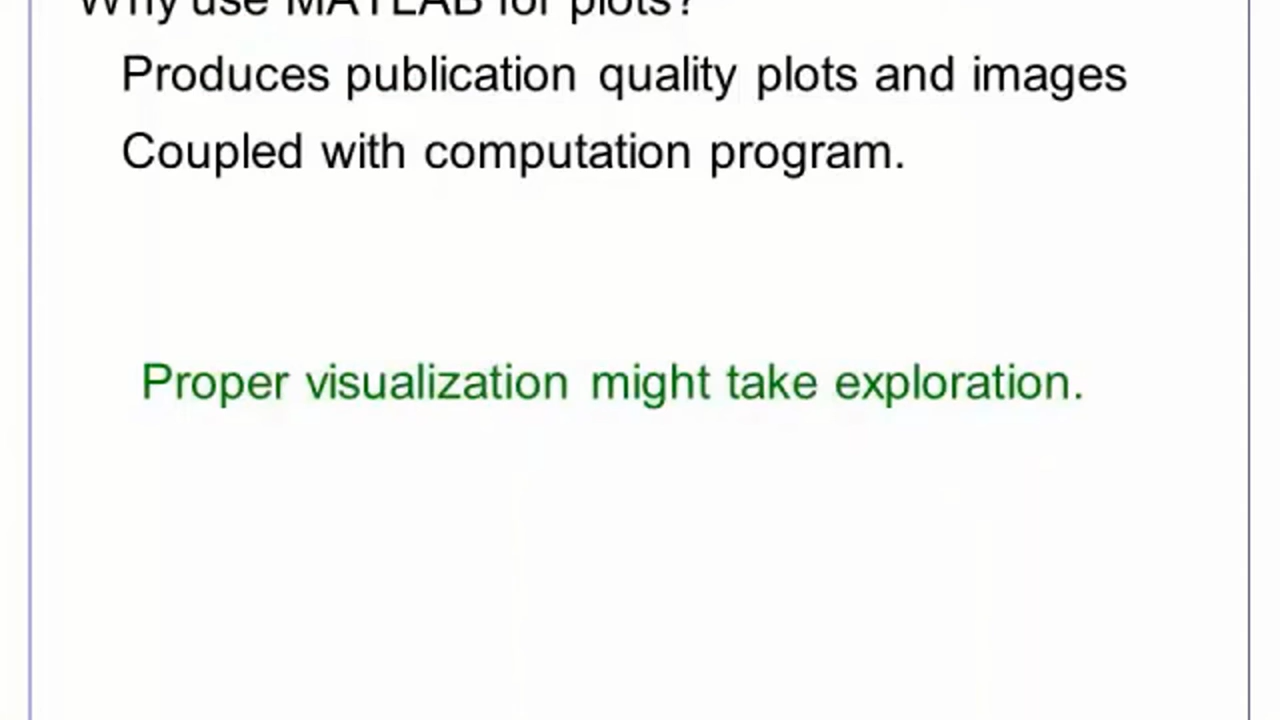 Why use MATLAB for plots?
Produces publication quality plots and images
Coupled with computation program.
Proper visualization might take exploration.